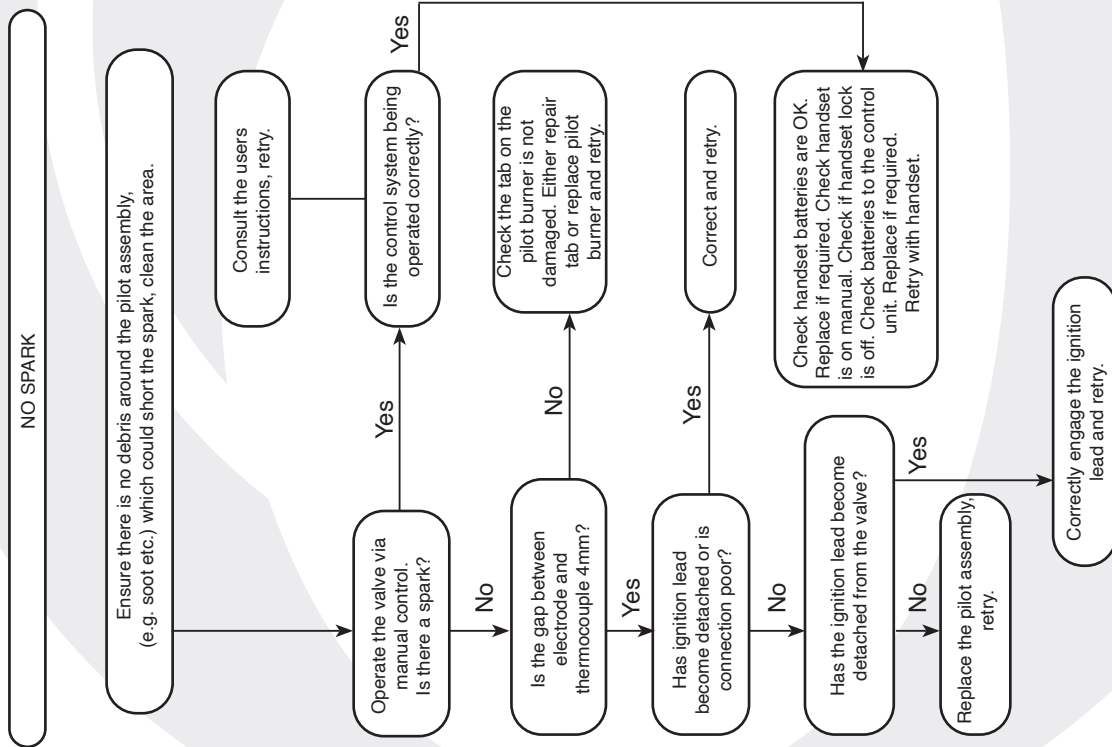 NO SPARK
Ensure there is no debris around the pilot assembly,
(e.g. soot etc.) which could short the spark, clean the area.
Operate the valve via
manual control.
Is there a spark?
Yes
Is the control system being
operated correctly?
Consult the users
instructions, retry.
Yes
Check handset batteries are OK.
Replace if required. Check handset
is on manual. Check if handset lock
is off. Check batteries to the control
unit. Replace if required.
Retry with handset.
No
Is the gap between
electrode and
thermocouple 4mm?
No
Check the tab on the
pilot burner is not
damaged. Either repair
tab or replace pilot
burner and retry.
Yes
Has ignition lead
become detached or is
connection poor?
Yes
Correct and retry.
No
Has the ignition lead become
detached from the valve?
No
Replace the pilot assembly,
retry.
Yes
Correctly engage the ignition
lead and retry.